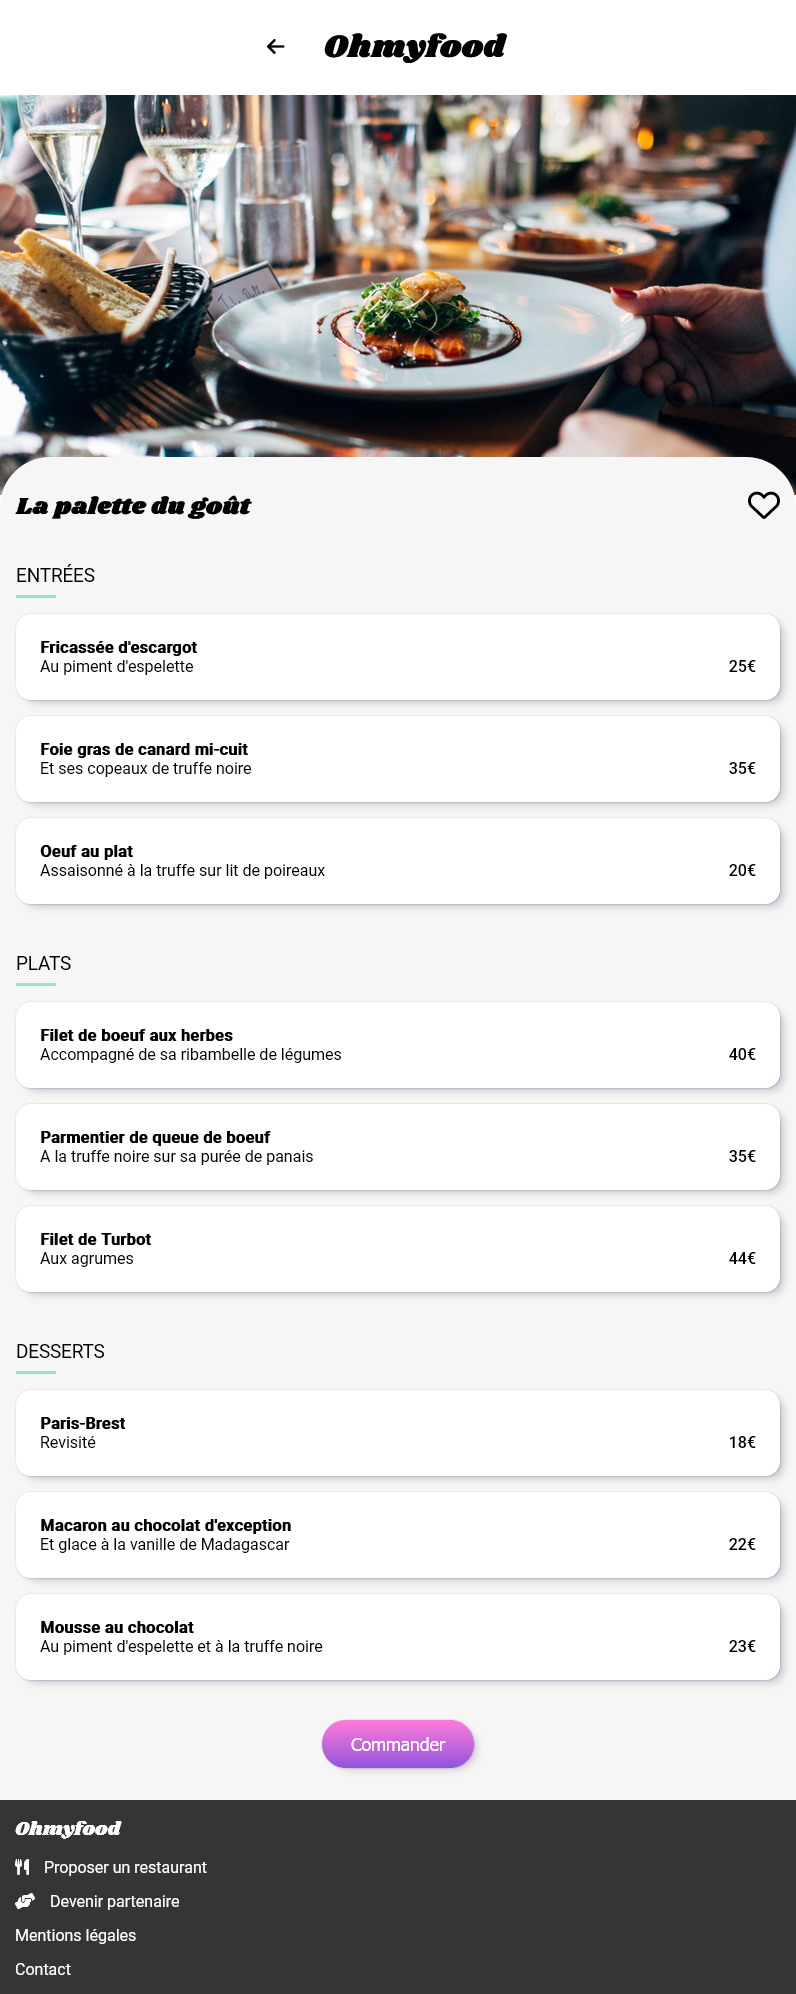 Ohmyfood
La palette du goût
ENTRÉES
Fricassée d'escargot
Au piment d'espelette
25€
Foie gras de canard mi-cuit
Et ses copeaux de truffe noire
35€
Oeuf au plat
Assaisonné à la truffe sur lit de poireaux
20€
PLATS
Filet de boeuf aux herbes
Accompagné de sa ribambelle de légumes
40€
Parmentier de queue de boeuf
A la truffe noire sur sa purée de panais
35€
Filet de Turbot
Aux agrumes
44€
DESSERTS
Paris-Brest
Revisité
18€
Macaron au chocolat d'exception
Et glace à la vanille de Madagascar
22€
Mousse au chocolat
Au piment d'espelette et à la truffe noire
23€
Commander
Ohmyfood
Proposer un restaurant
Devenir partenaire
Mentions légales
Contact